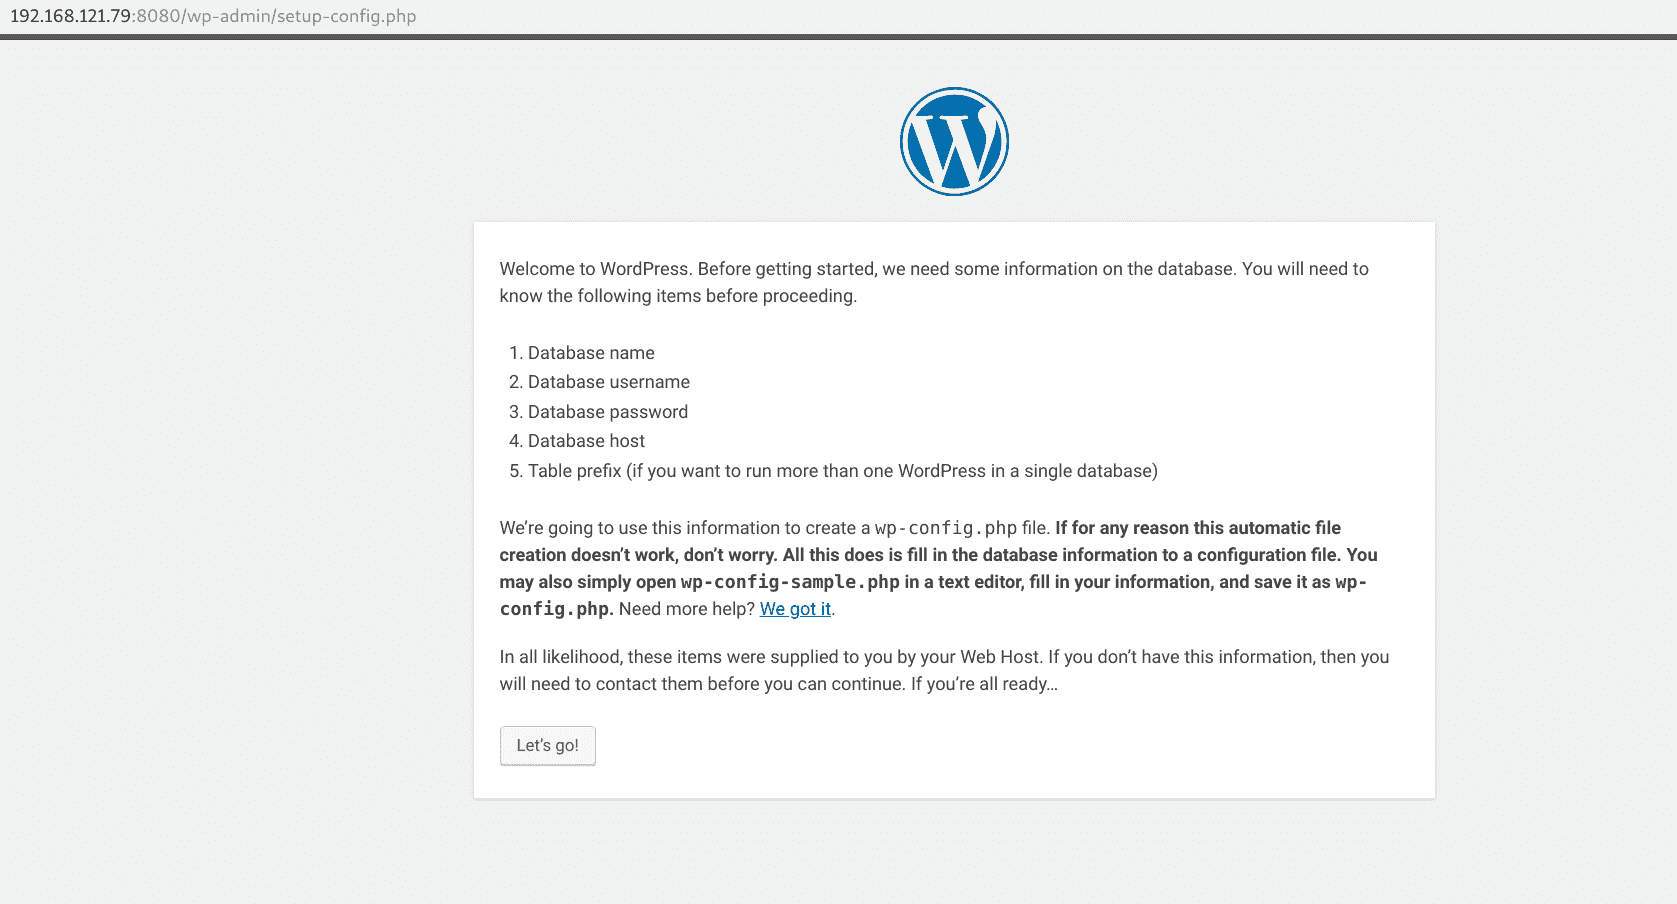 192.168.121.79:8080/wp-admin/setup-config.php
Welcome to WordPress. Before getting started, we need some information on the database. You will need to
know the following items before proceeding.
1. Database name
2. Database username
3. Database password
4. Database host
5. Table prefix (if you want to run more than one WordPress in a single database)
We’re going to use this information to create a wp-config.php file. If for any reason this automatic file
creation doesn’t work, don’t worry. All this does is fill in the database information to a configuration file. You
may also simply open wp-config-sample.php in a text editor, fill in your information, and save it as wp-
config.php. Need more help? We got it.
In all likelihood, these items were supplied to you by your Web Host. If you don’t have this information, then you
will need to contact them before you can continue. If you’re all ready…
Let’s go!